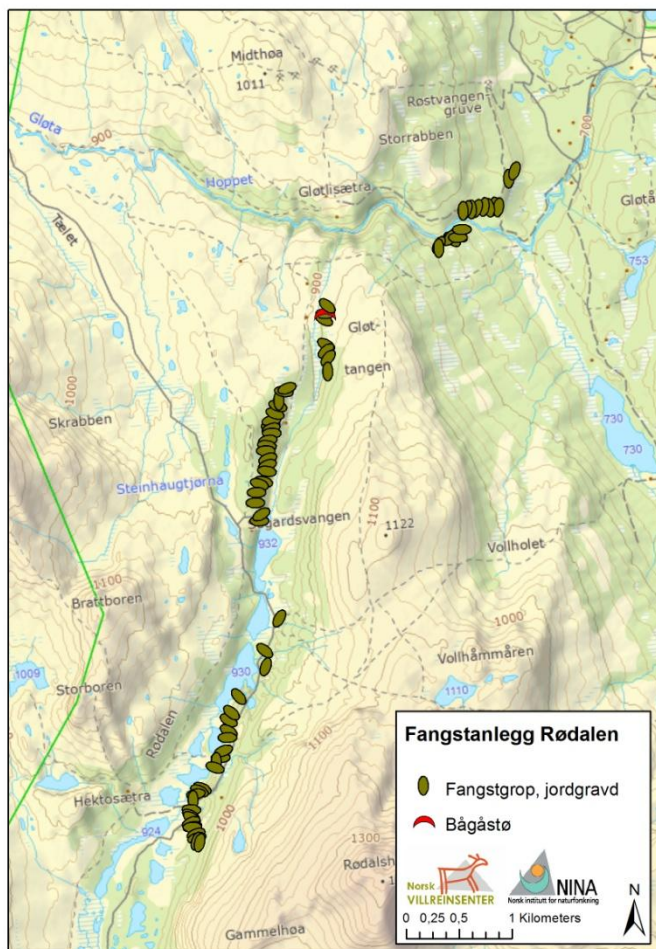 Midthøa
1011
Røstvangen-
gruve
Storrabben
700
Gløta
900
Hoppet
Gløtlisætra
Gløta
Tælet
753
900
Gløt-
tangen
1000
Skrabben
730
Steinhaugtjørna
730
gardsvangen
1100
1122
932
Vollholet
1100
Brattboren
1000
1009
930
Vollhåmmåren
Storboren
1110
Rødalen
1100
Hektosætra
1000
924
1300
Rødalsh
Gammelhøa
Fangstanlegg Rødalen
Fangstgrop, jordgravd
Bågåstø
Norsk
VILLREINSENTER
NINA
Norsk institutt for naturforskning
N
0 0,25 0,5 1 Kilometers